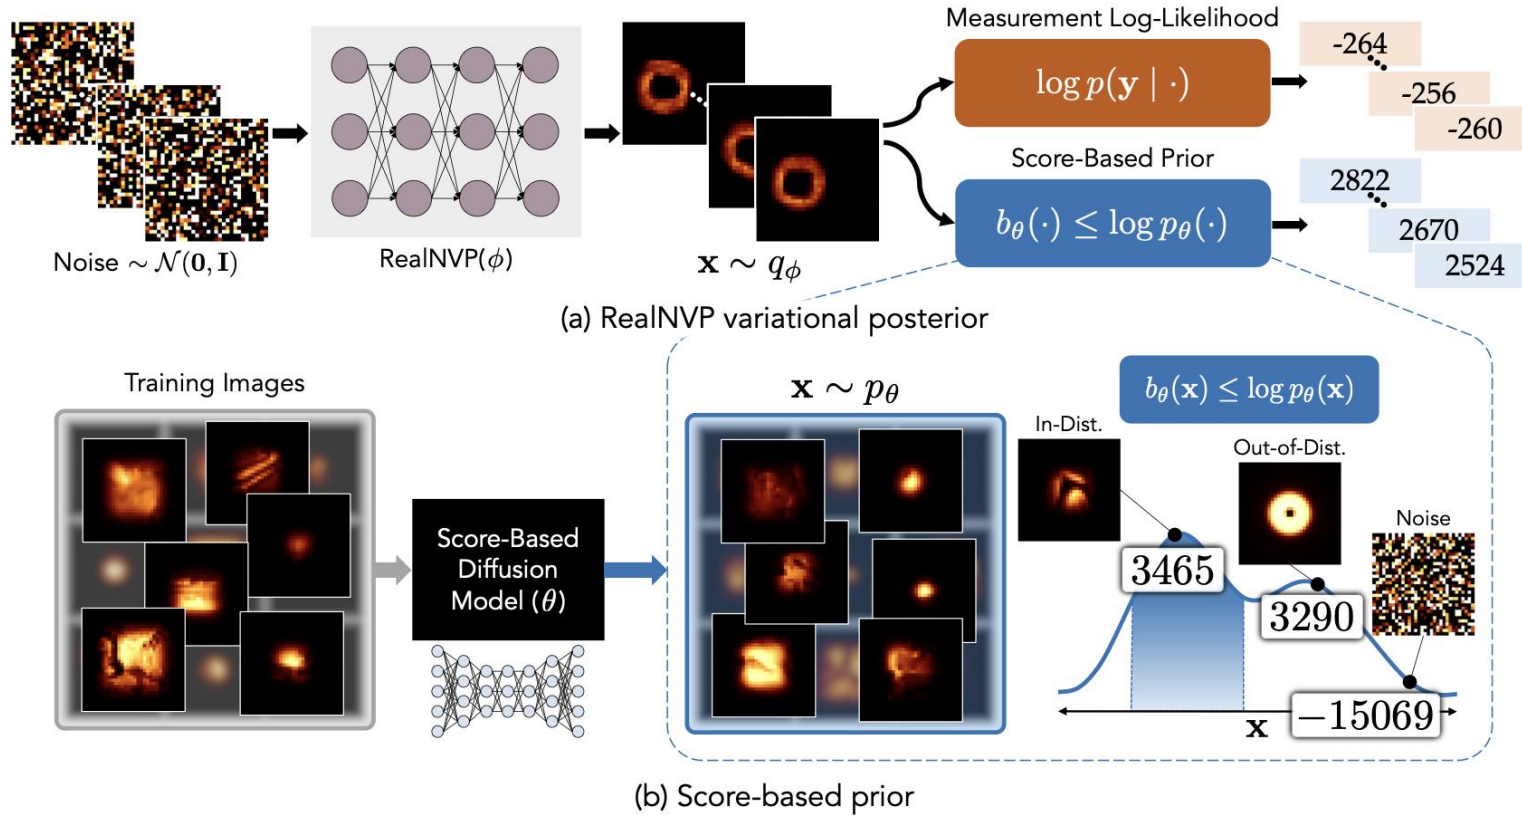 Measurement Log-Likelihood
log p(y | ·)
-264
-256
-260
Score-Based Prior
b_θ(·) ≤ log p_θ(·)
2822
2670
2524
Noise ∼ 𝒩(0, I)
RealNVP(ϕ)
x ∼ q_ϕ
(a) RealNVP variational posterior
Training Images
Score-Based
Diffusion
Model (θ)
x ∼ p_θ
b_θ(x) ≤ log p_θ(x)
In-Dist.
Out-of-Dist.
Noise
3465
3290
−15069
x
(b) Score-based prior